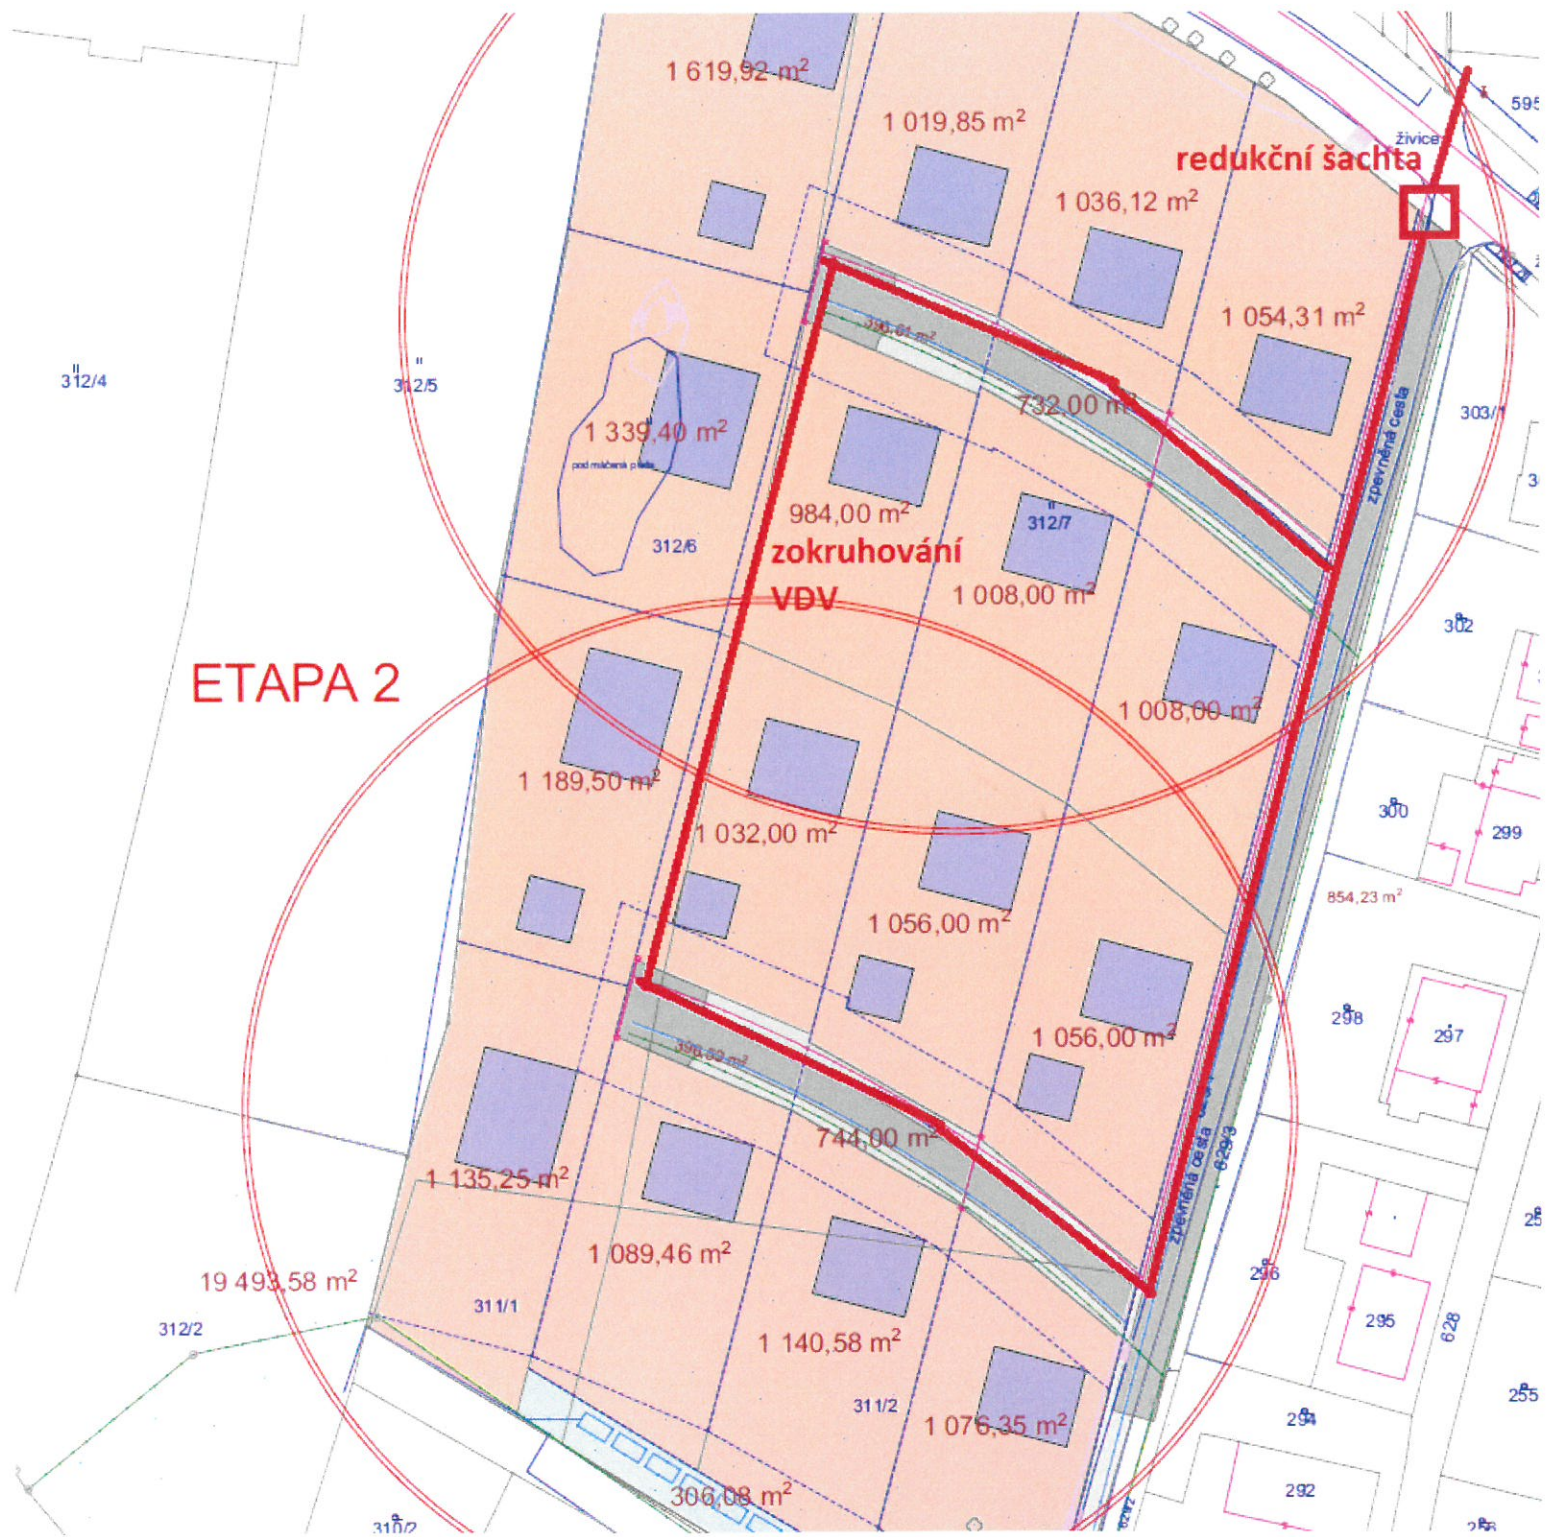 1 619,92 m²
595
1 019,85 m²
živice
redukční šachta
1 036,12 m²
1 054,31 m²
312/4
312/5
732,00 m²
zpevněná cesta
303/1
1 339,40 m²
984,00 m²
312/7
312/6
zokruhování
VDV
1 008,00 m²
302
ETAPA 2
1 008,00 m²
1 189,50 m²
300
299
1 032,00 m²
854,23 m²
1 056,00 m²
298
297
1 056,00 m²
744,00 m²
zpevněná cesta
629/3
1 135,25 m²
1 089,46 m²
296
19 493,58 m²
311/1
295
628
312/2
1 140,58 m²
255
311/2
294
1 076,35 m²
292
306,08 m²
310/2
629/2